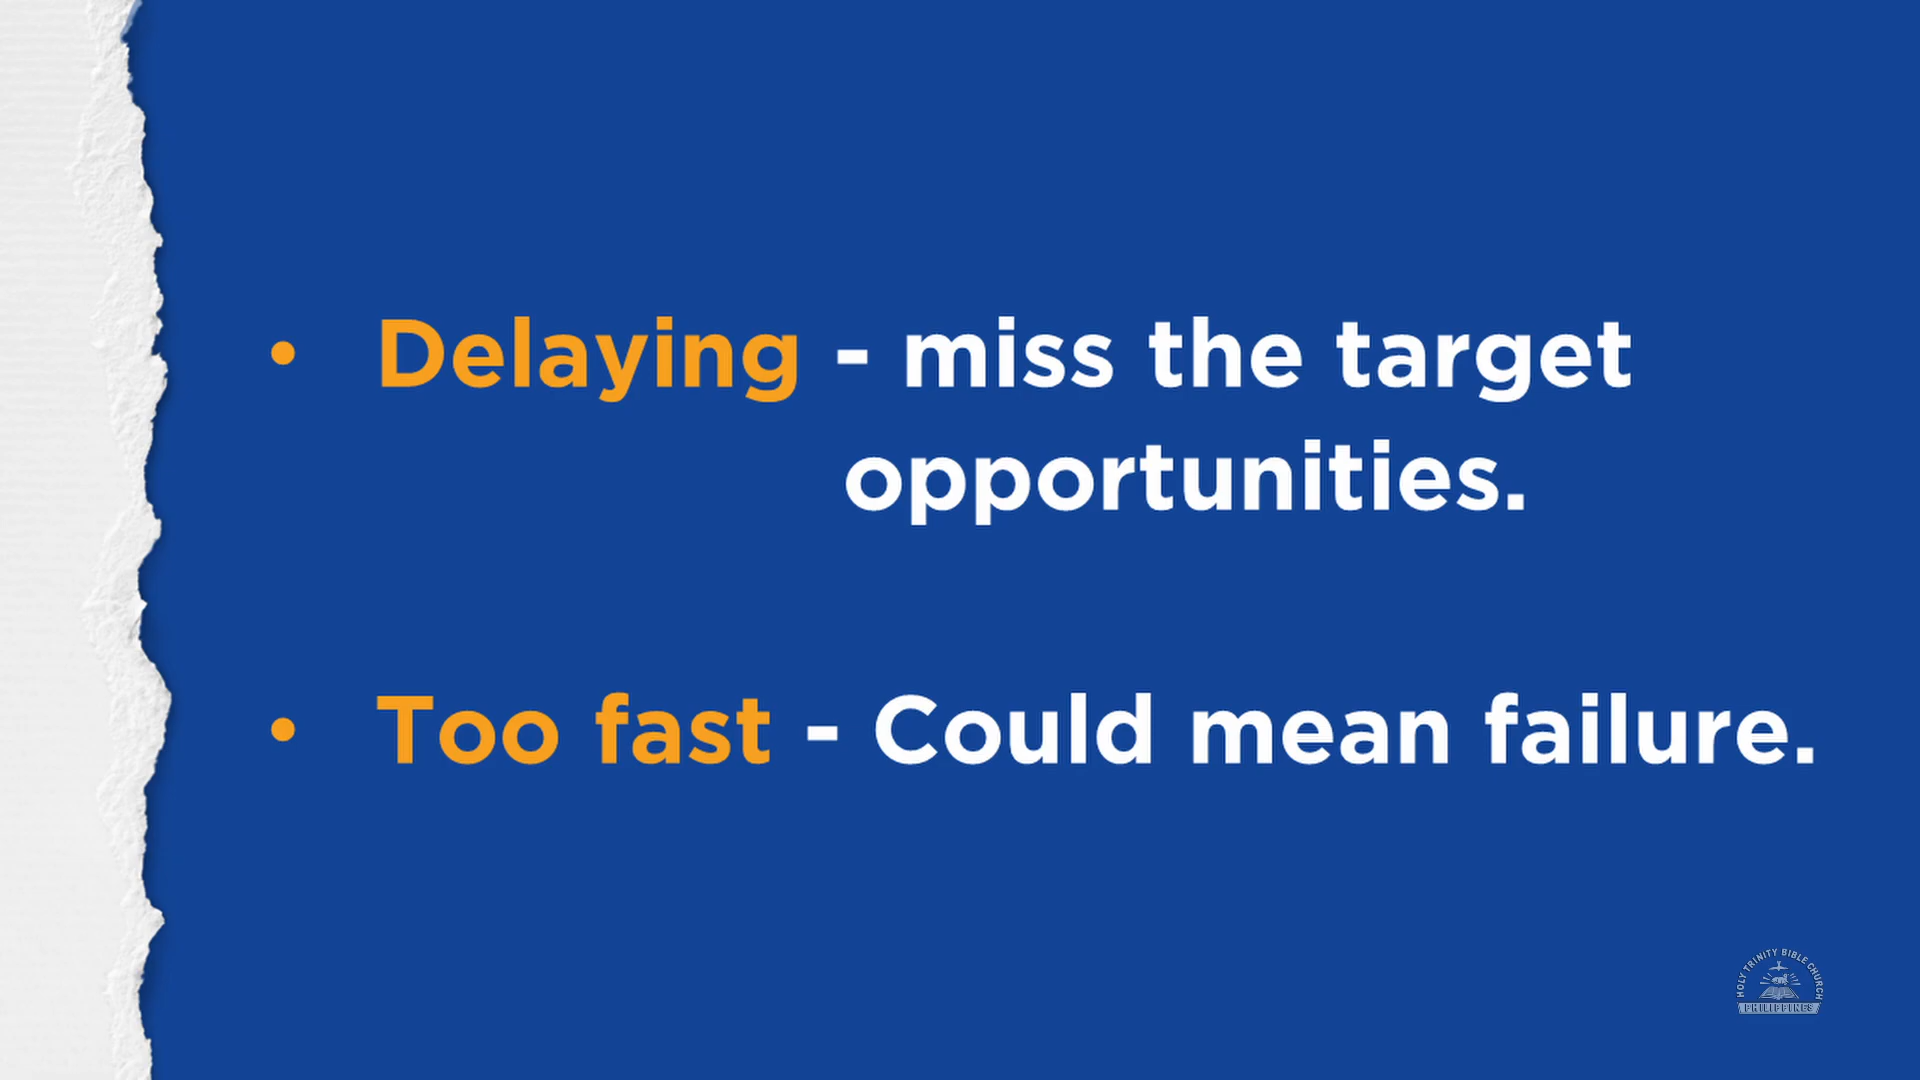 • Delaying - miss the target
opportunities.
• Too fast - Could mean failure.
HOLY TRINITY BIBLE CHURCH
PHILIPPINES